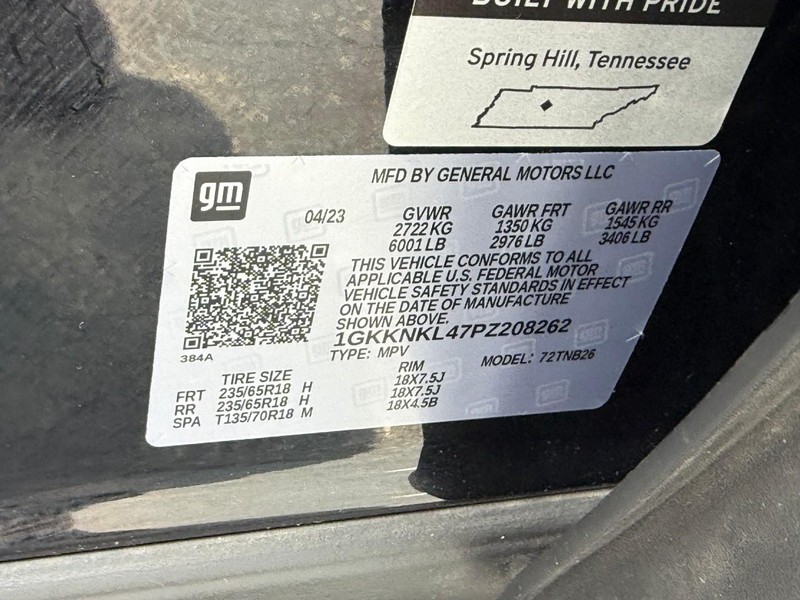 BUILT WITH PRIDE
Spring Hill, Tennessee
gm
MFD BY GENERAL MOTORS LLC
04/23
GVWR GAWR FRT GAWR RR
2722 KG 1350 KG 1545 KG
6001 LB 2976 LB 3406 LB
THIS VEHICLE CONFORMS TO ALL
APPLICABLE U.S. FEDERAL MOTOR
VEHICLE SAFETY STANDARDS IN EFFECT
ON THE DATE OF MANUFACTURE
SHOWN ABOVE.
1GKKNKL47PZ208262
384A
TYPE: MPV MODEL: 72TNB26
TIRE SIZE RIM
FRT 235/65R18 H 18X7.5J
RR 235/65R18 H 18X7.5J
SPA T135/70R18 M 18X4.5B